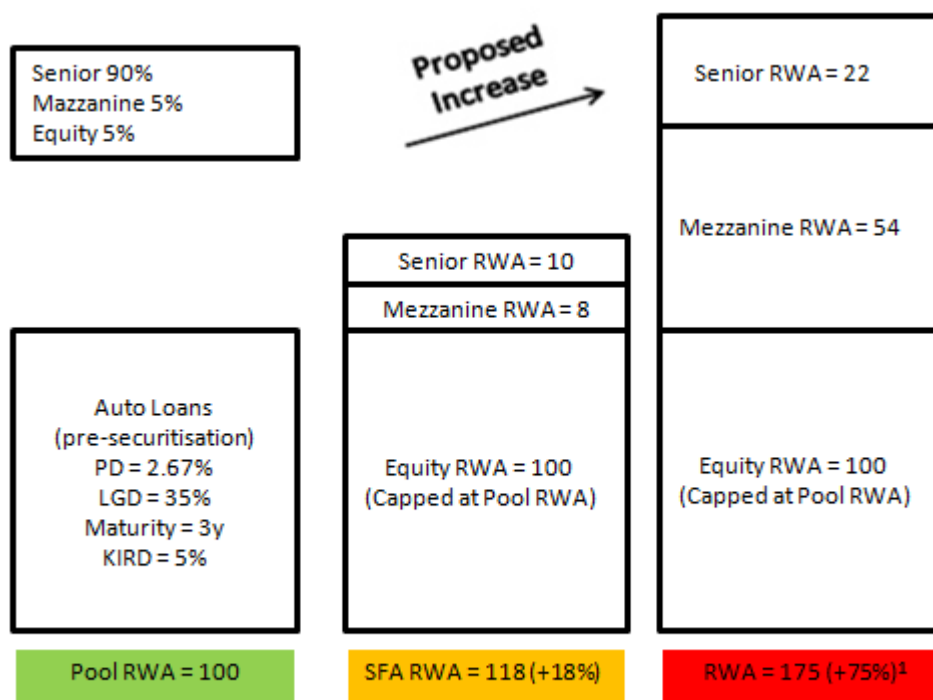 Senior 90%
Mazzanine 5%
Equity 5%
Proposed
Increase
Senior RWA = 22
Mezzanine RWA = 54
Senior RWA = 10
Mezzanine RWA = 8
Auto Loans
(pre-securitisation)
PD = 2.67%
LGD = 35%
Maturity = 3y
KIRD = 5%
Equity RWA = 100
(Capped at Pool RWA)
Equity RWA = 100
(Capped at Pool RWA)
Pool RWA = 100
SFA RWA = 118 (+18%)
RWA = 175 (+75%)¹